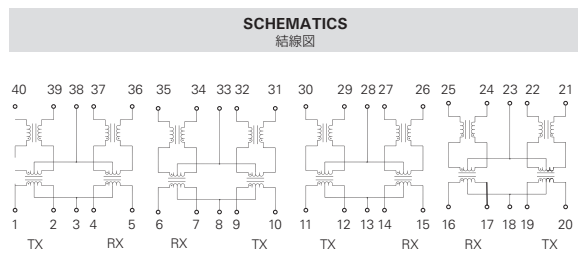 SCHEMATICS
結線図
40 39 38 37 36 35 34 33 32 31 30 29 28 27 26 25 24 23 22 21
1 2 3 4 5 6 7 8 9 10 11 12 13 14 15 16 17 18 19 20
TX RX RX TX TX RX RX TX